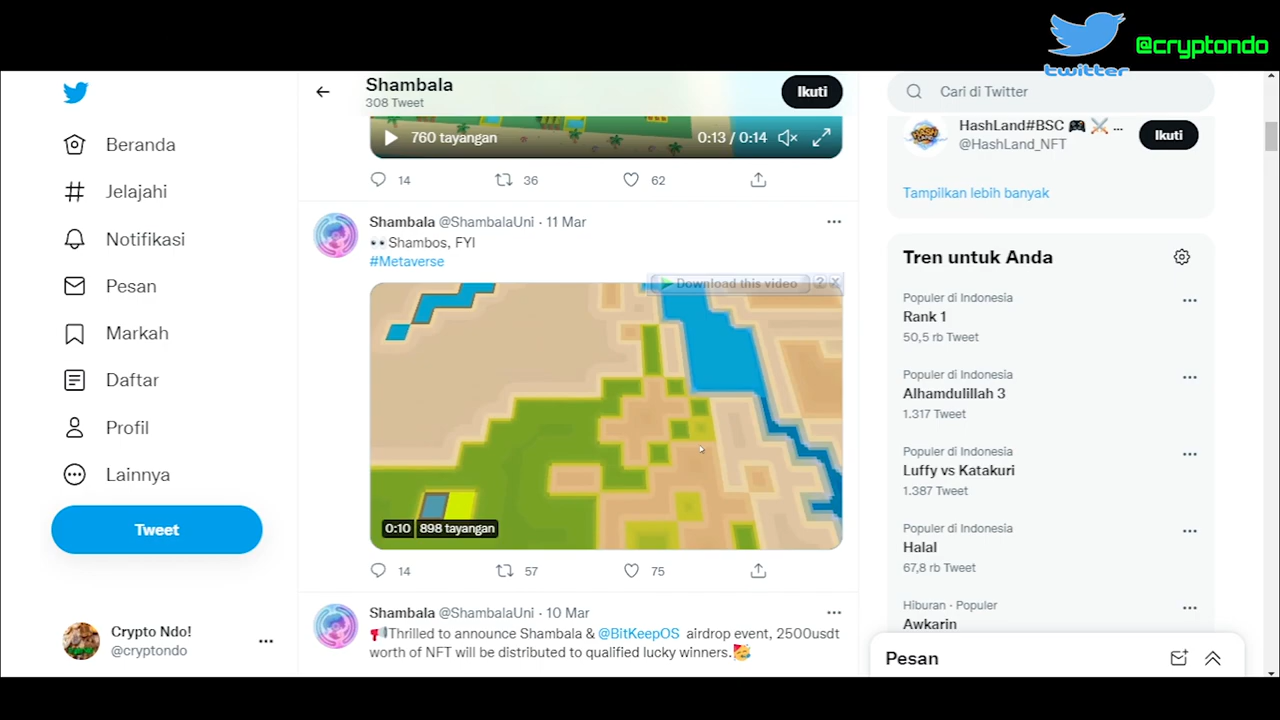 @cryptondo
twitter
Shambala
308 Tweet
Ikuti
Cari di Twitter
Beranda
Jelajahi
Notifikasi
Pesan
Markah
Daftar
Profil
Lainnya
Tweet
Crypto Ndo!
@cryptondo
760 tayangan
0:13 / 0:14
14
36
62
Shambala @ShambalaUni · 11 Mar
Shambos, FYI
#Metaverse
Download this video
0:10
898 tayangan
14
57
75
Shambala @ShambalaUni · 10 Mar
Thrilled to announce Shambala & @BitKeepOS airdrop event, 2500usdt
worth of NFT will be distributed to qualified lucky winners.
HashLand#BSC ...
@HashLand_NFT
Ikuti
Tampilkan lebih banyak
Tren untuk Anda
Populer di Indonesia
Rank 1
50,5 rb Tweet
Populer di Indonesia
Alhamdulillah 3
1.317 Tweet
Populer di Indonesia
Luffy vs Katakuri
1.387 Tweet
Populer di Indonesia
Halal
67,8 rb Tweet
Hiburan · Populer
Awkarin
Pesan